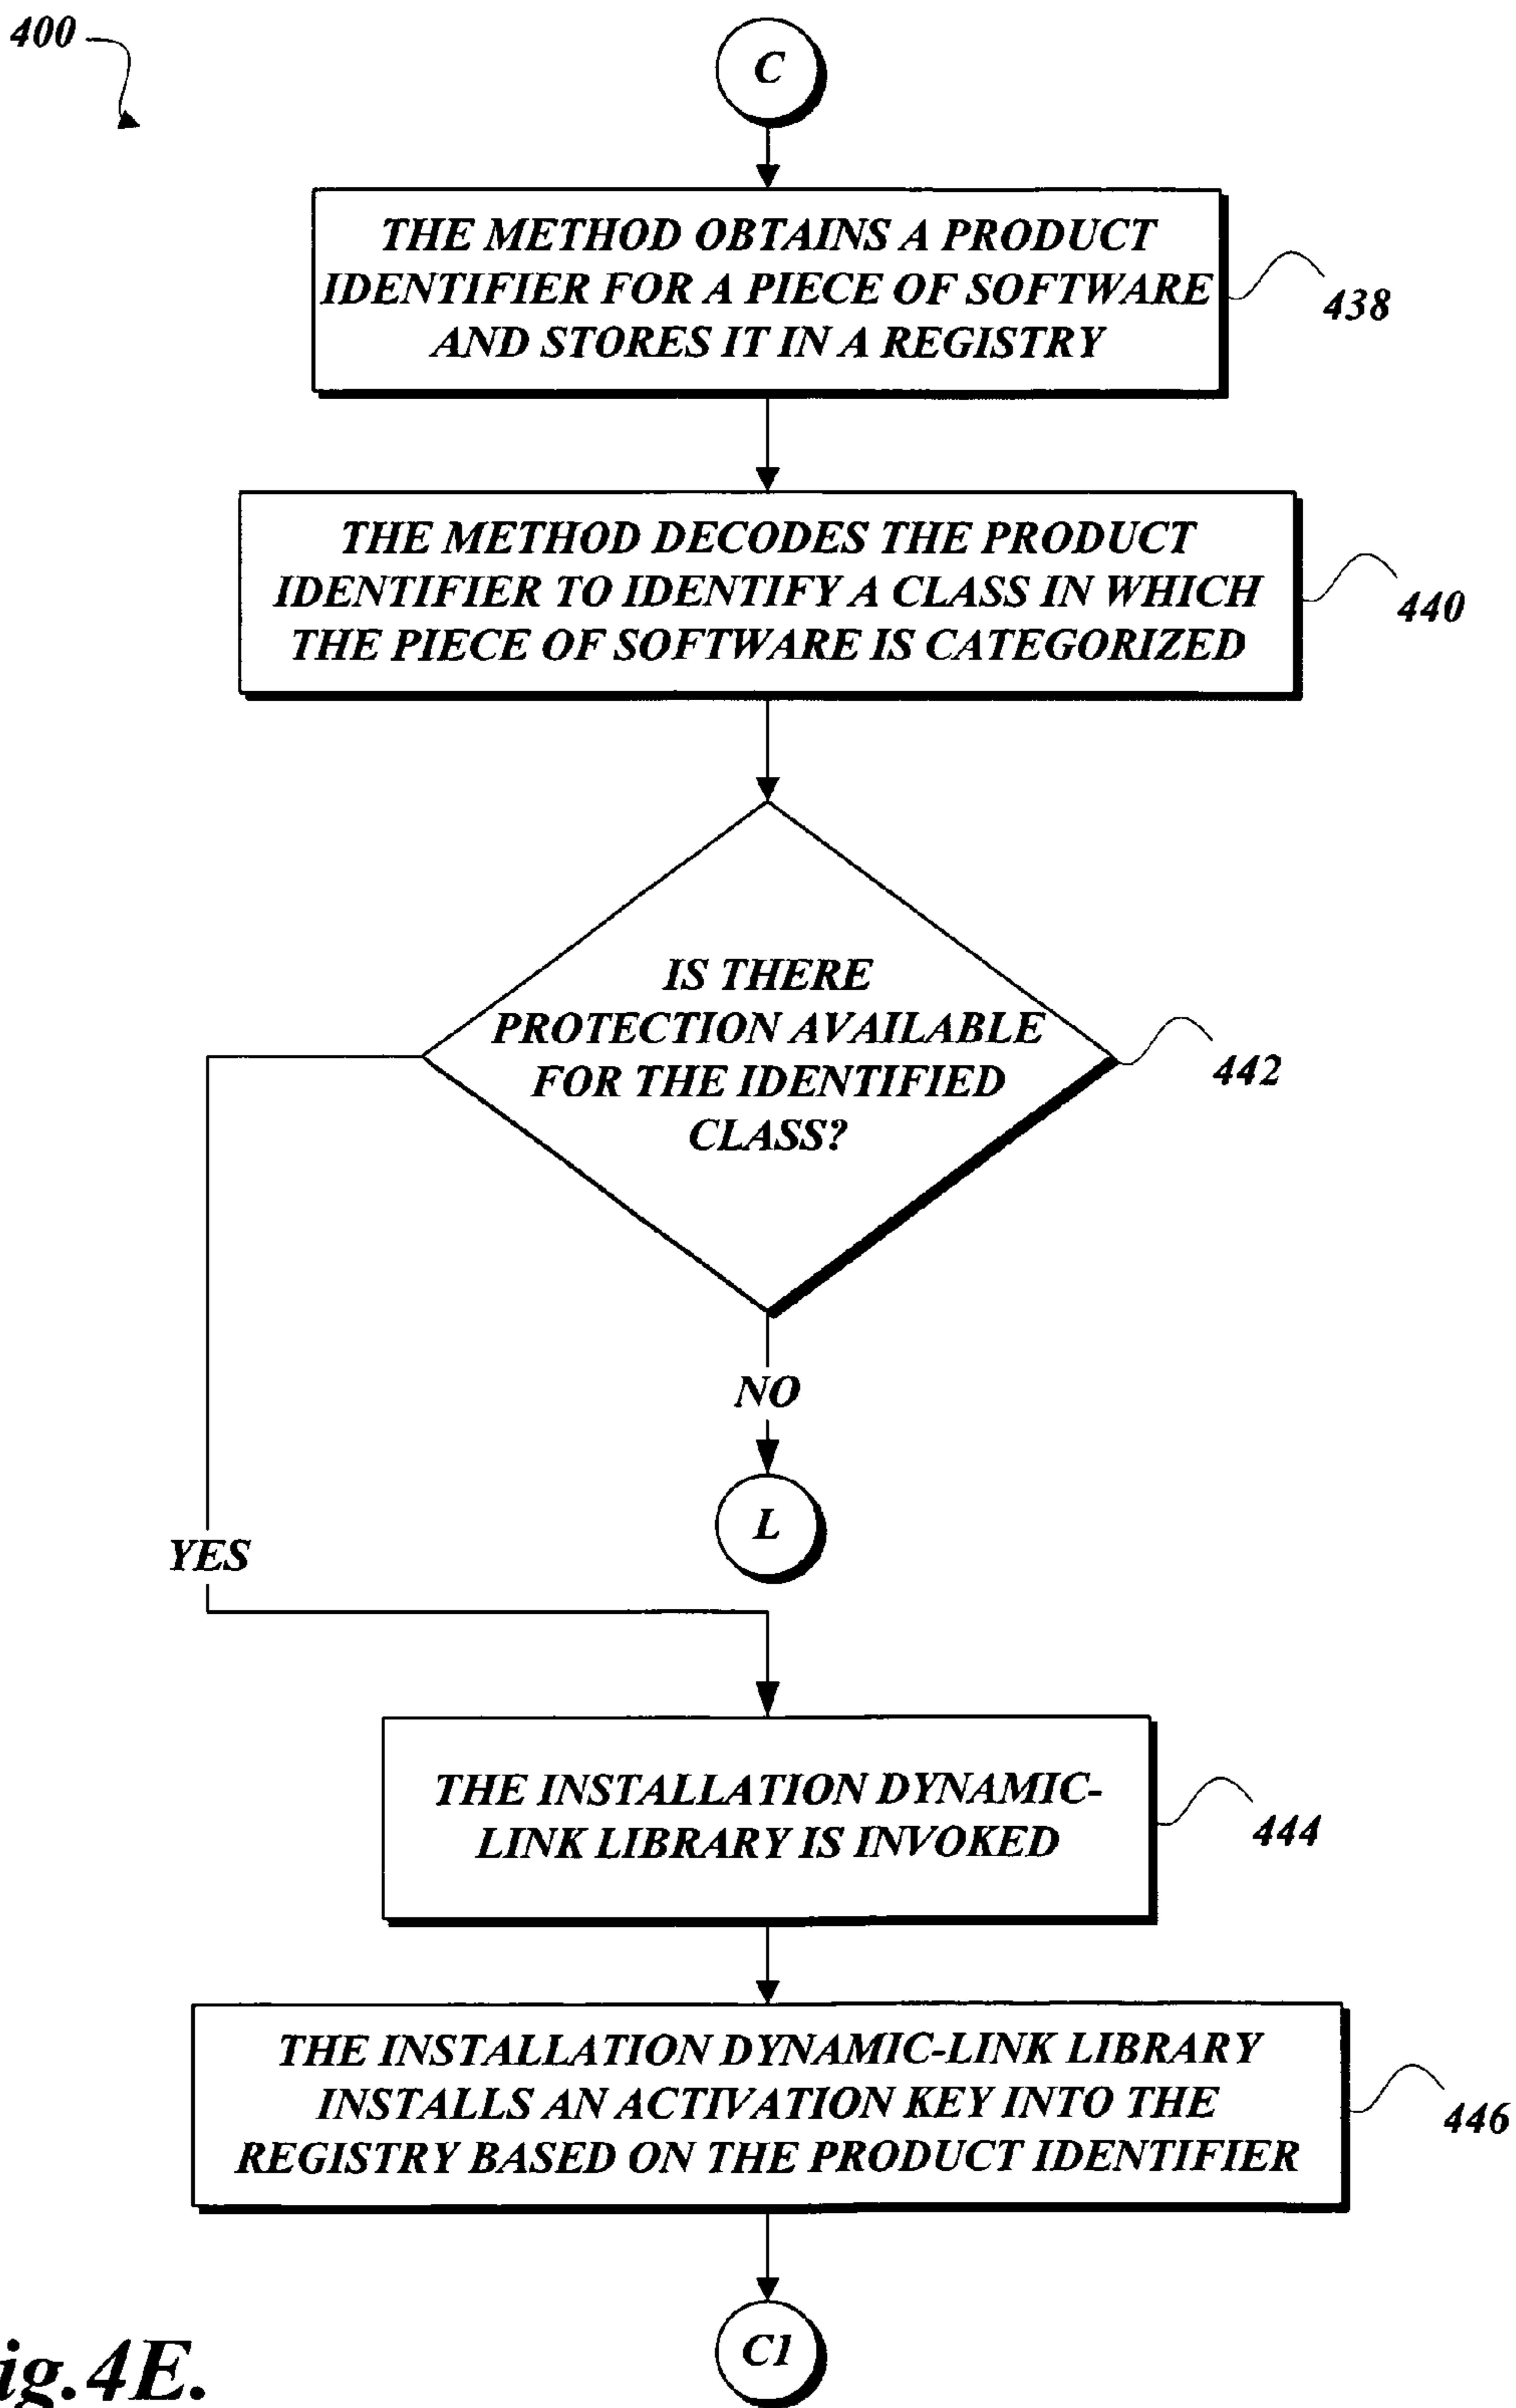 400
C
THE METHOD OBTAINS A PRODUCT
IDENTIFIER FOR A PIECE OF SOFTWARE
AND STORES IT IN A REGISTRY
438
THE METHOD DECODES THE PRODUCT
IDENTIFIER TO IDENTIFY A CLASS IN WHICH
THE PIECE OF SOFTWARE IS CATEGORIZED
440
IS THERE
PROTECTION AVAILABLE
FOR THE IDENTIFIED
CLASS?
442
NO
L
YES
THE INSTALLATION DYNAMIC-
LINK LIBRARY IS INVOKED
444
THE INSTALLATION DYNAMIC-LINK LIBRARY
INSTALLS AN ACTIVATION KEY INTO THE
REGISTRY BASED ON THE PRODUCT IDENTIFIER
446
C1
ig.4E.